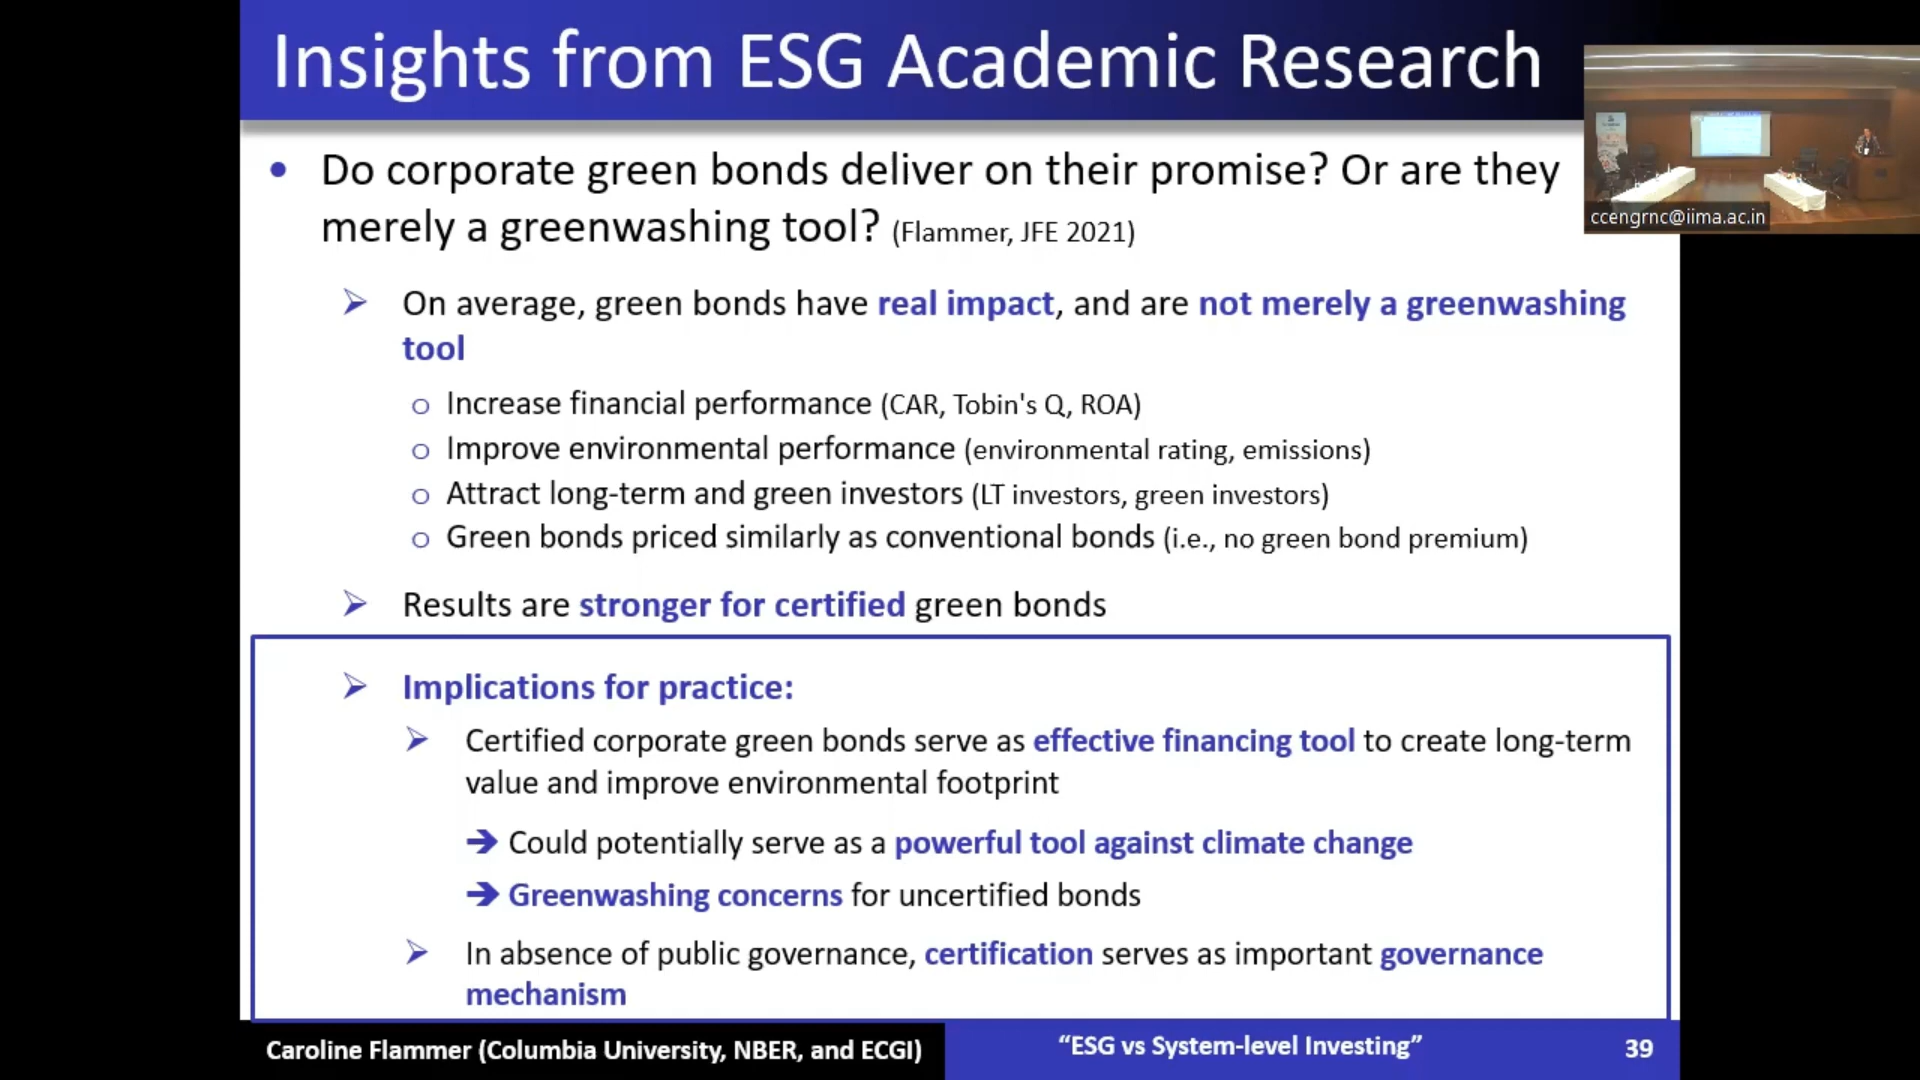 Insights from ESG Academic Research
ccengrnc@iima.ac.in
• Do corporate green bonds deliver on their promise? Or are they
merely a greenwashing tool? (Flammer, JFE 2021)
➢ On average, green bonds have real impact, and are not merely a greenwashing
tool
o Increase financial performance (CAR, Tobin's Q, ROA)
o Improve environmental performance (environmental rating, emissions)
o Attract long-term and green investors (LT investors, green investors)
o Green bonds priced similarly as conventional bonds (i.e., no green bond premium)
➢ Results are stronger for certified green bonds
➢ Implications for practice:
➢ Certified corporate green bonds serve as effective financing tool to create long-term
value and improve environmental footprint
➔ Could potentially serve as a powerful tool against climate change
➔ Greenwashing concerns for uncertified bonds
➢ In absence of public governance, certification serves as important governance
mechanism
Caroline Flammer (Columbia University, NBER, and ECGI)
“ESG vs System-level Investing”
39